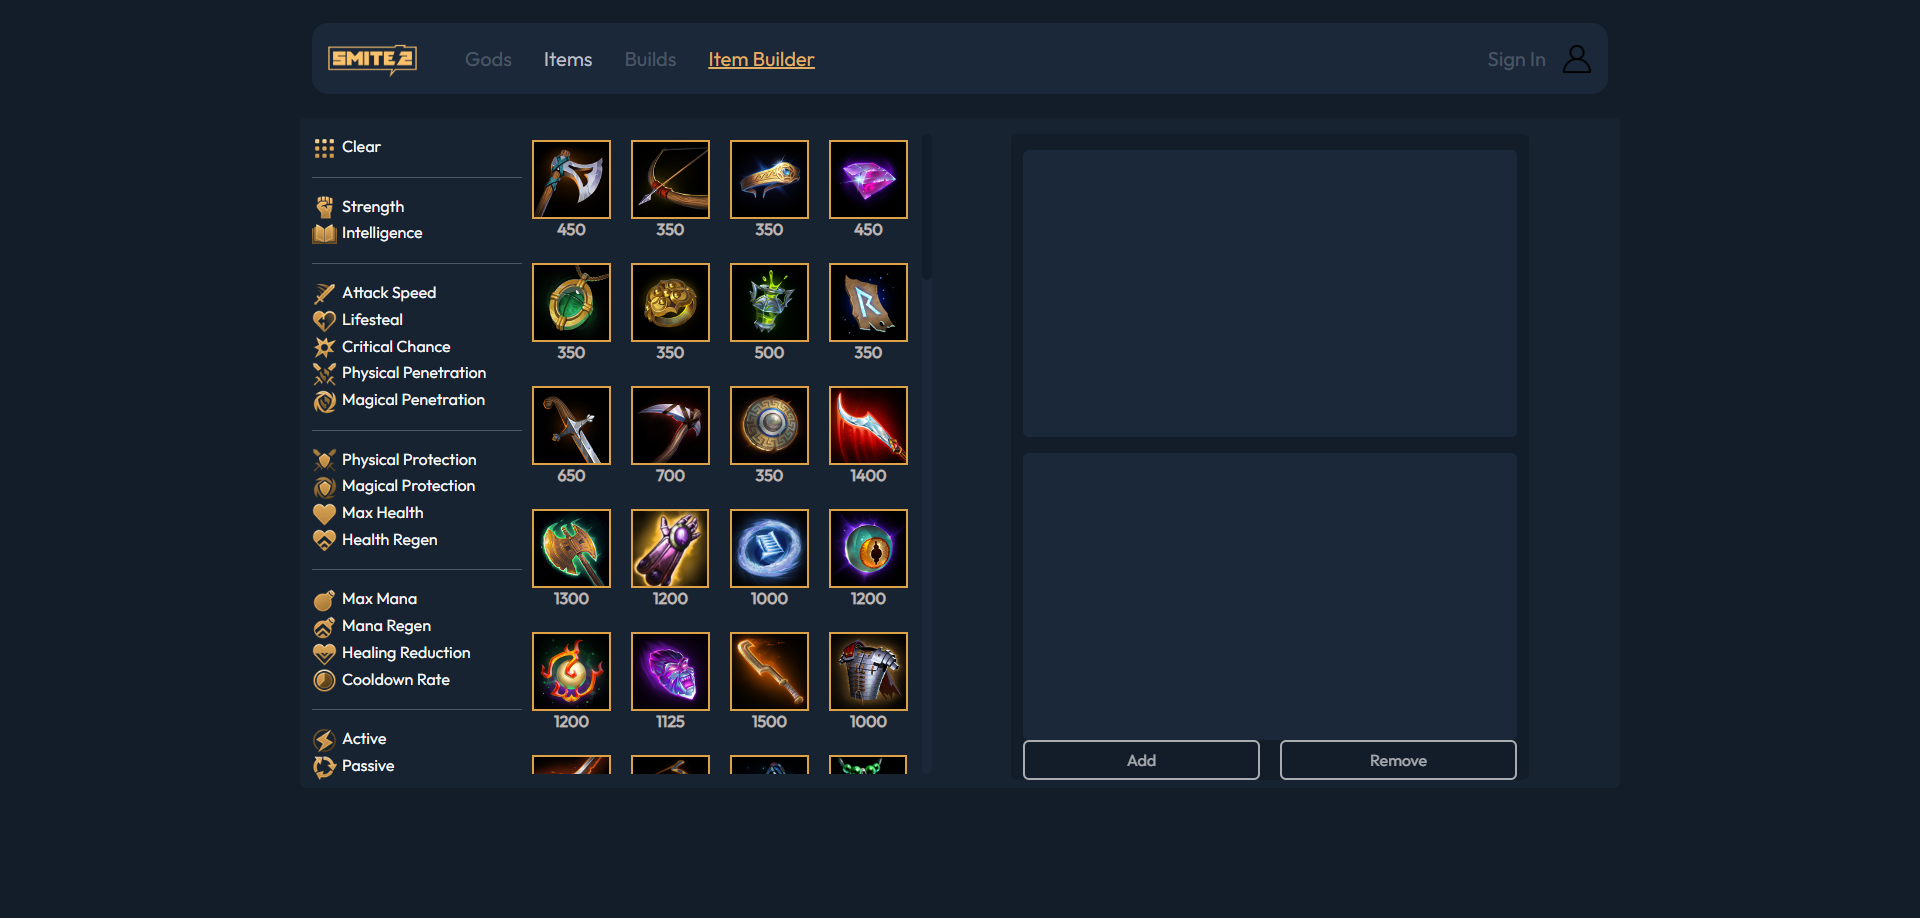 SMITE 2
Gods
Items
Builds
Item Builder
Sign In
Clear
Strength
Intelligence
Attack Speed
Lifesteal
Critical Chance
Physical Penetration
Magical Penetration
Physical Protection
Magical Protection
Max Health
Health Regen
Max Mana
Mana Regen
Healing Reduction
Cooldown Rate
Active
Passive
450 350 350 450
350 350 500 350
650 700 350 1400
1300 1200 1000 1200
1200 1125 1500 1000
Add
Remove